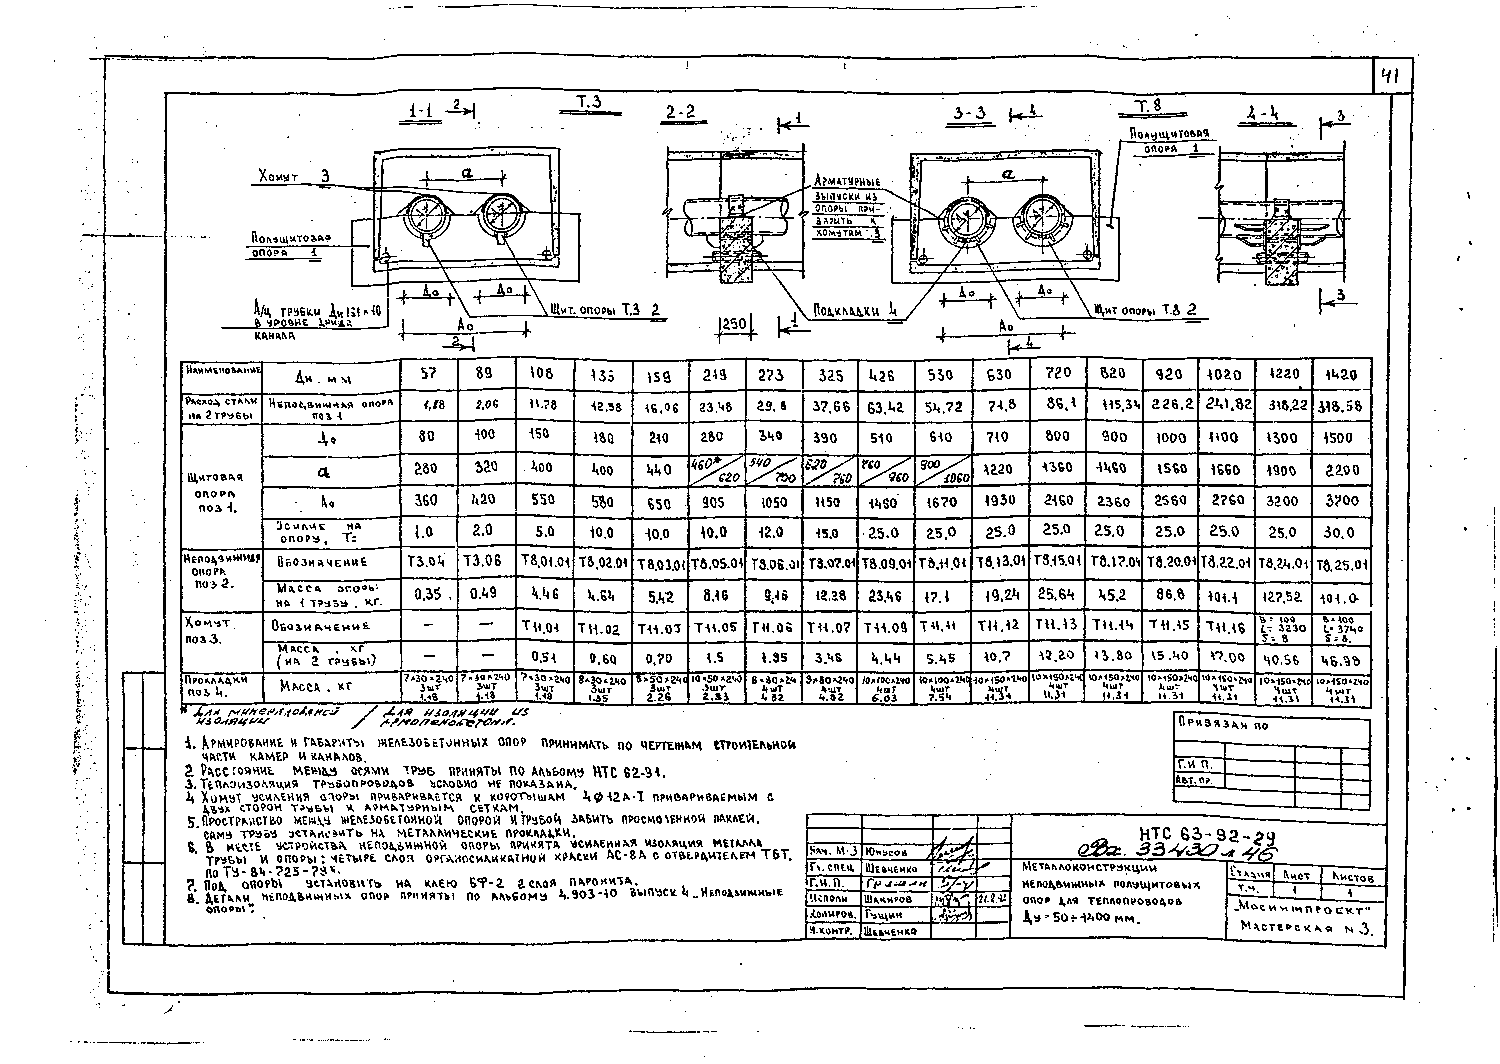 41
1-1 2 Т.3 2-2 1 3-3 4 Т.8 4-4 3
Полущитовая
опора 1
Хомут 3
а
а
Арматурные
выпуски из
опоры при-
варить к
хомутам 3
Полущитовая
опора 1
До До До До
3
А/ц трубки
в уровне дна
канала
Щит. опоры Т.3 2
Подкладки 4
Щит опоры Т.8 2
Ао 250 1 Ао
2 4
Наименование Дн. мм 57 89 108 133 159 219 273 325 426 530 630 720 820 920 1020 1220 1420
Расход стали на 2 трубы Неподвижная опора поз 1 1,88 2,06 11.78 12.98 16.06 23.48 29.8 37.66 63.42 54.72 71.8 86.1 115.34 226.2 241.82 318.22 318.58
Щитовая опора поз 1.
До 80 100 150 180 210 280 340 390 510 610 710 800 900 1000 1100 1300 1500
а 280 320 400 400 440 460*/620 540/700 620/760 760/960 900/1060 1220 1360 1460 1560 1660 1900 2200
Ао 360 420 550 580 650 905 1050 1150 1460 1670 1930 2160 2360 2560 2760 3200 3700
Усилие на опору, Т= 1.0 2.0 5.0 10.0 10.0 10.0 12.0 15.0 25.0 25.0 25.0 25.0 25.0 25.0 25.0 25.0 30.0
Неподвижная опора поз 2.
Обозначение Т3.04 Т3.06 Т8.01.01 Т8.02.01 Т8.03.01 Т8.05.01 Т8.06.01 Т8.07.01 Т8.09.01 Т8.11.01 Т8.13.01 Т8.15.01 Т8.17.01 Т8.20.01 Т8.22.01 Т8.24.01 Т8.25.01
Масса опоры на 1 трубу, кг. 0,35 0.49 4.46 4.64 5.42 8.16 9.16 12.28 23.46 17.1 19.24 25.64 45.2 86.8 101.1 127.52 101.0
Хомут поз 3.
Обозначение — — Т11.01 Т11.02 Т11.03 Т11.05 Т11.06 Т11.07 Т11.09 Т11.11 Т11.12 Т11.13 Т11.14 Т11.15 Т11.16 В=100 L=3230 S=8 В=100 L=3740 S=8.
Масса, кг (на 2 трубы) — — 0,51 0,60 0,70 1.5 1.95 3.46 4.44 5.45 10.7 12.20 13.80 15.40 17.00 40.56 46.98
Прокладки поз 4. Масса, кг 7×30×240 3шт 1.18 7×30×240 3шт 1.18 7×30×240 3шт 1.18 8×30×240 3шт 1.35 8×50×240 3шт 2.26 10×50×240 3шт 2.83 8×80×240 4шт 4.82 8×80×240 4шт 4.82 10×100×240 4шт 6.03 10×100×240 4шт 7.54 10×150×240 4шт 11.31 10×150×240 4шт 11.31 10×150×240 4шт 11.31 10×150×240 4шт 11.31 10×150×240 4шт 11.31 10×150×240 4шт 11.31 10×150×240 4шт 11.31
* Для минераловатной изоляции / Для изоляции из армопенобетона.
1. Армирование и габариты железобетонных опор принимать по чертежам строительной
части камер и каналов.
2 Расстояние между осями труб приняты по альбому НТС 62-91.
3. Теплоизоляция трубопроводов условно не показана.
4 Хомут усиления опоры приваривается к коротышам 4ф12А-I привариваемым с
двух сторон трубы к арматурным сеткам.
5. Пространство между железобетонной опорой и трубой забить просмоленной паклей,
саму трубу установить на металлические прокладки.
6. В месте устройства неподвижной опоры принята усиленная изоляция металла
трубы и опоры: четыре слоя органосиликатной краски АС-8А с отвердителем ТБТ.
по ТУ-84-725-78.
7. Под опоры установить на клею БФ-2 2 слоя паронита.
8. Детали неподвижных опор приняты по альбому 4.903-10 выпуск 4 „Неподвижные
опоры".
Привязан по
Г.И П.
Авт. пр.
НТС 63-92-29
Вх. 33430 л 46
Нач. М-3 Юнусов
Гл. спец Шевченко
Г.И.П.
Исполн Шакиров
Копиров. Гущин
Н.контр. Шевченко
Металлоконструкции
неподвижных полущитовых
опор для теплопроводов
Ду=50÷1400 мм.
Стадия Лист Листов
Т.Ч. 1 1
„Мосинжпроект"
Мастерская N 3.